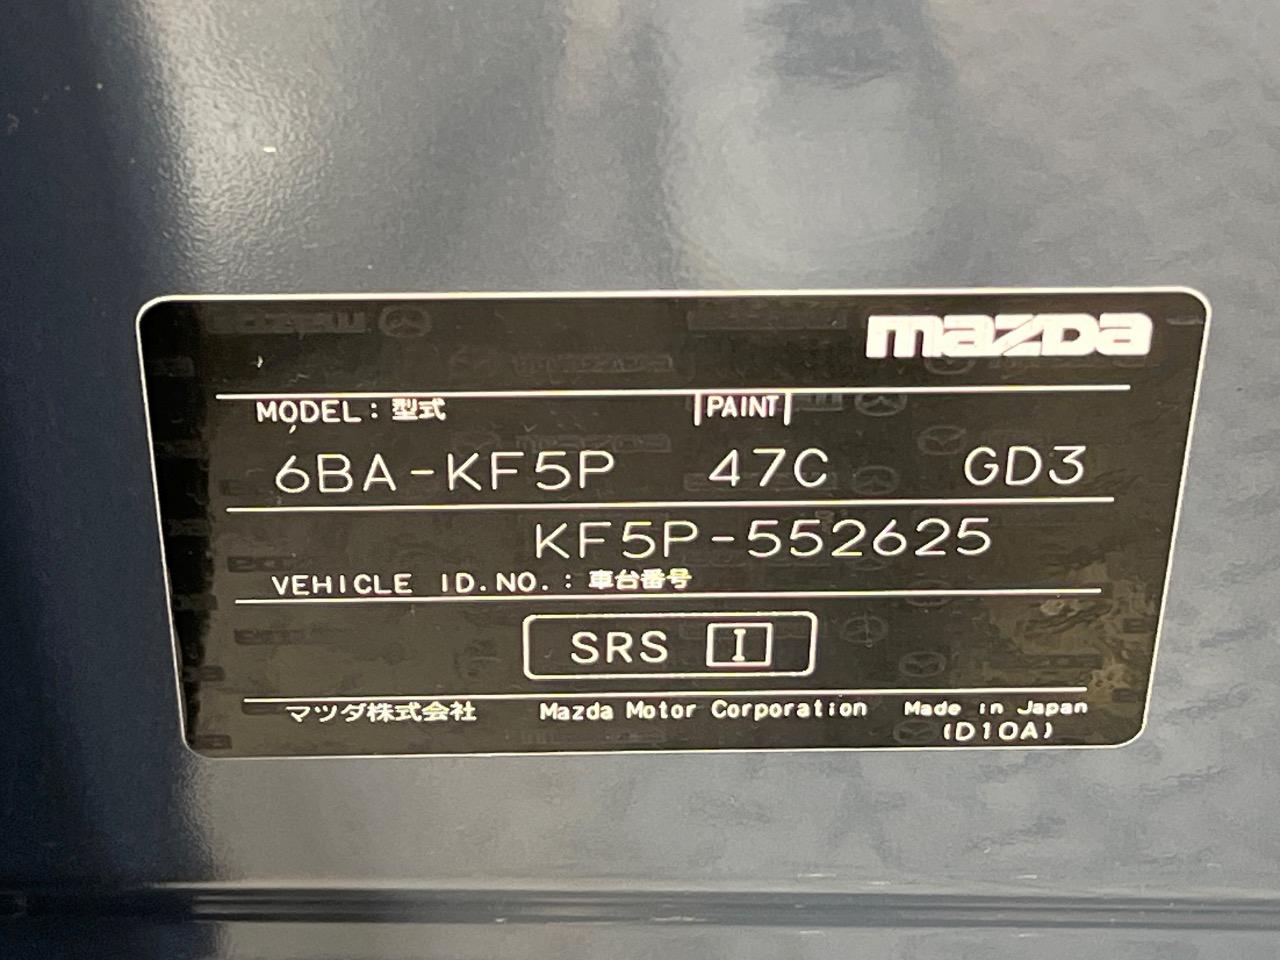 mazda
MODEL: 型式 PAINT
6BA-KF5P 47C GD3
KF5P-552625
VEHICLE ID.NO.: 車台番号
SRS I
マツダ株式会社 Mazda Motor Corporation Made in Japan
(D10A)